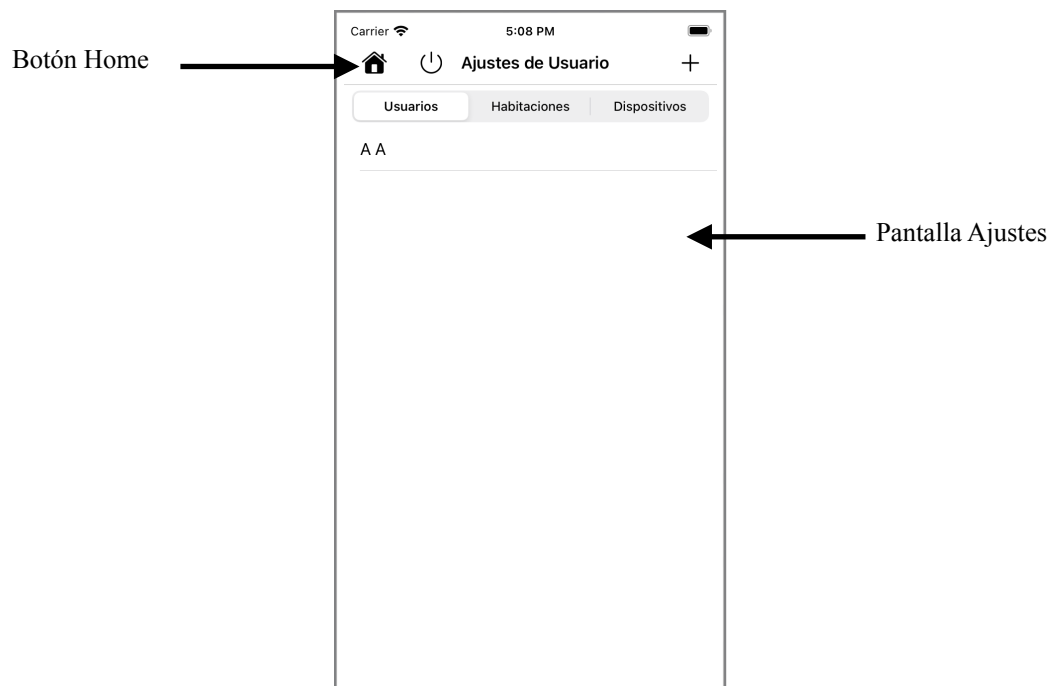 Carrier 5:08 PM
Botón Home
Ajustes de Usuario
Usuarios Habitaciones Dispositivos
A A
Pantalla Ajustes